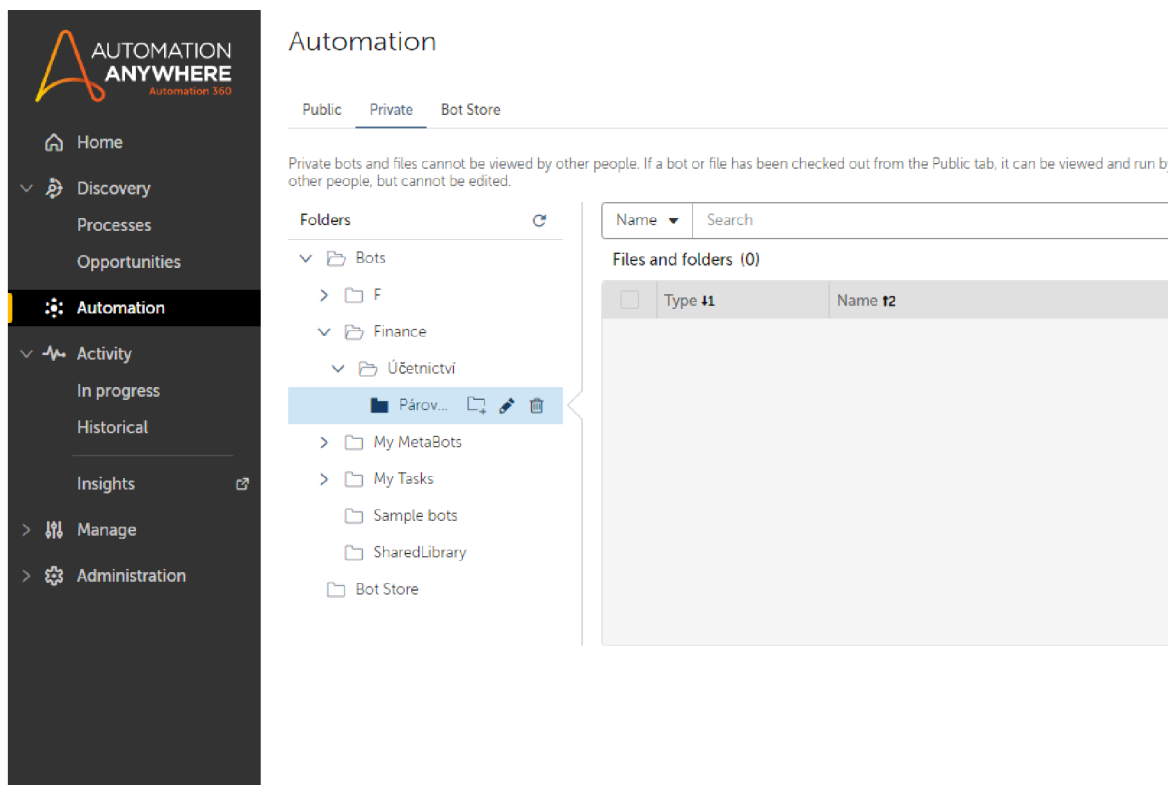 AUTOMATION
ANYWHERE
Automation 360
Home
Discovery
Processes
Opportunities
Automation
Activity
In progress
Historical
Insights
Manage
Administration
Automation
Public Private Bot Store
Private bots and files cannot be viewed by other people. If a bot or file has been checked out from the Public tab, it can be viewed and run by
other people, but cannot be edited.
Folders
Bots
F
Finance
Účetnictví
Párov...
My MetaBots
My Tasks
Sample bots
SharedLibrary
Bot Store
Name Search
Files and folders (0)
Type 1 Name 2